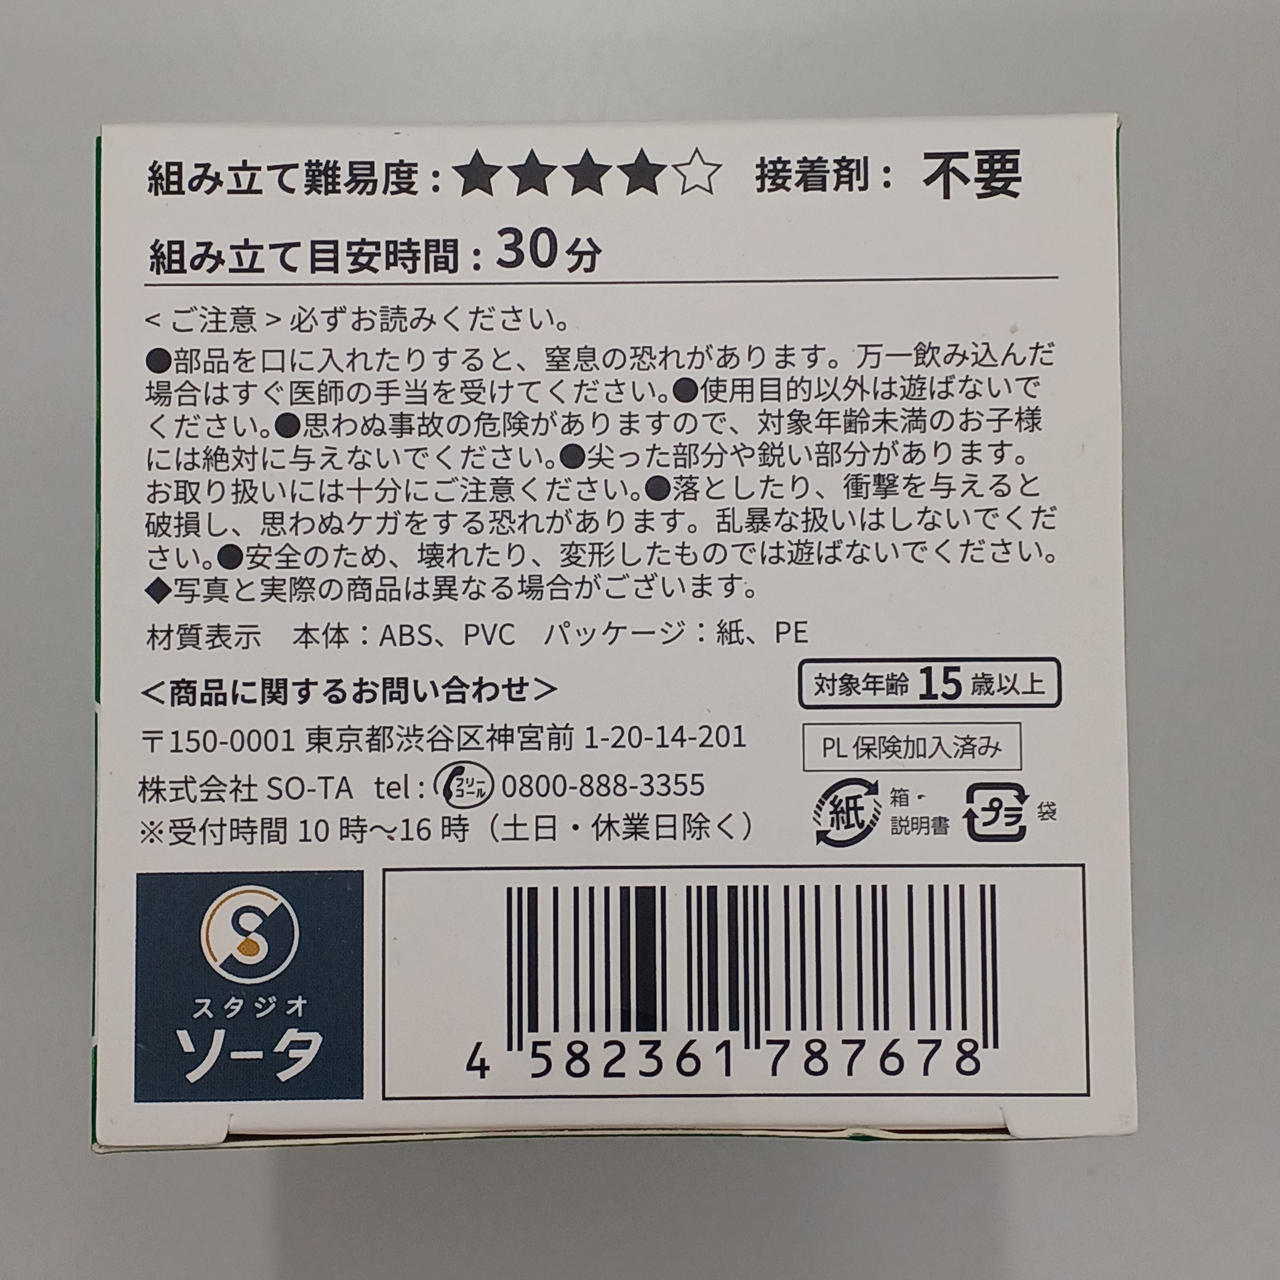 組み立て難易度：★★★★☆ 接着剤：不要
組み立て目安時間：30分
＜ご注意＞必ずお読みください。
●部品を口に入れたりすると、窒息の恐れがあります。万一飲み込んだ
場合はすぐ医師の手当を受けてください。●使用目的以外は遊ばないで
ください。●思わぬ事故の危険がありますので、対象年齢未満のお子様
には絶対に与えないでください。●尖った部分や鋭い部分があります。
お取り扱いには十分にご注意ください。●落としたり、衝撃を与えると
破損し、思わぬケガをする恐れがあります。乱暴な扱いはしないでくだ
さい。●安全のため、壊れたり、変形したものでは遊ばないでください。
◆写真と実際の商品は異なる場合がございます。
材質表示　本体：ABS、PVC　パッケージ：紙、PE
＜商品に関するお問い合わせ＞
対象年齢 15 歳以上
〒150-0001 東京都渋谷区神宮前 1-20-14-201
PL 保険加入済み
株式会社 SO-TA tel : フリーコール 0800-888-3355
※受付時間 10 時〜16 時（土日・休業日除く）
紙 箱・説明書 プラ 袋
S
スタジオ
ソータ
4 582361 787678